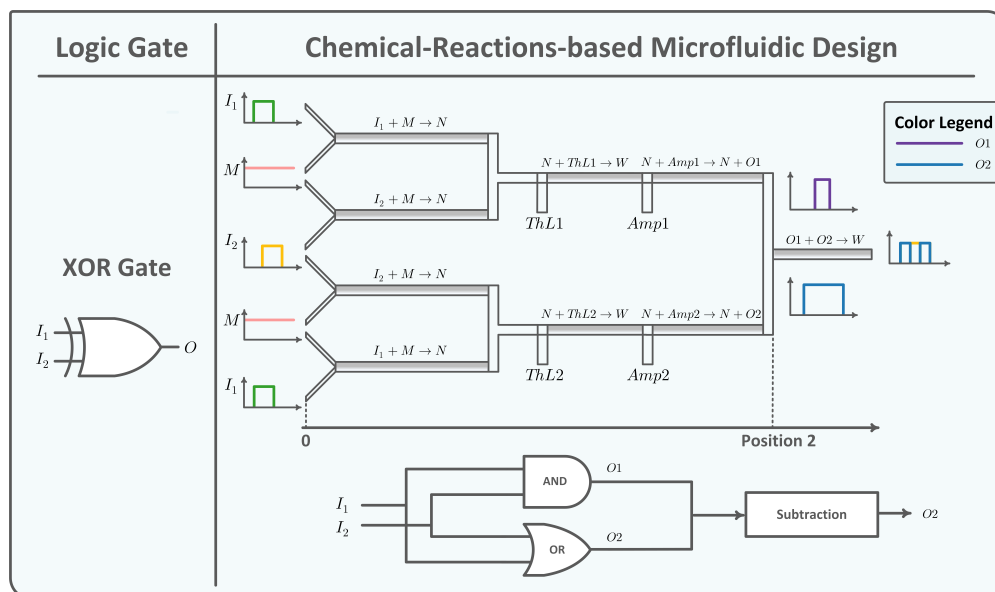 Logic Gate
Chemical-Reactions-based Microfluidic Design
XOR Gate
I₁
I₂
O
I₁
M
I₂
M
I₁
I₁ + M → N
I₂ + M → N
I₂ + M → N
I₁ + M → N
N + ThL1 → W
N + Amp1 → N + O1
ThL1
Amp1
N + ThL2 → W
N + Amp2 → N + O2
ThL2
Amp2
O1 + O2 → W
Color Legend
O1
O2
0
Position 2
I₁
I₂
AND
OR
O1
O2
Subtraction
O2